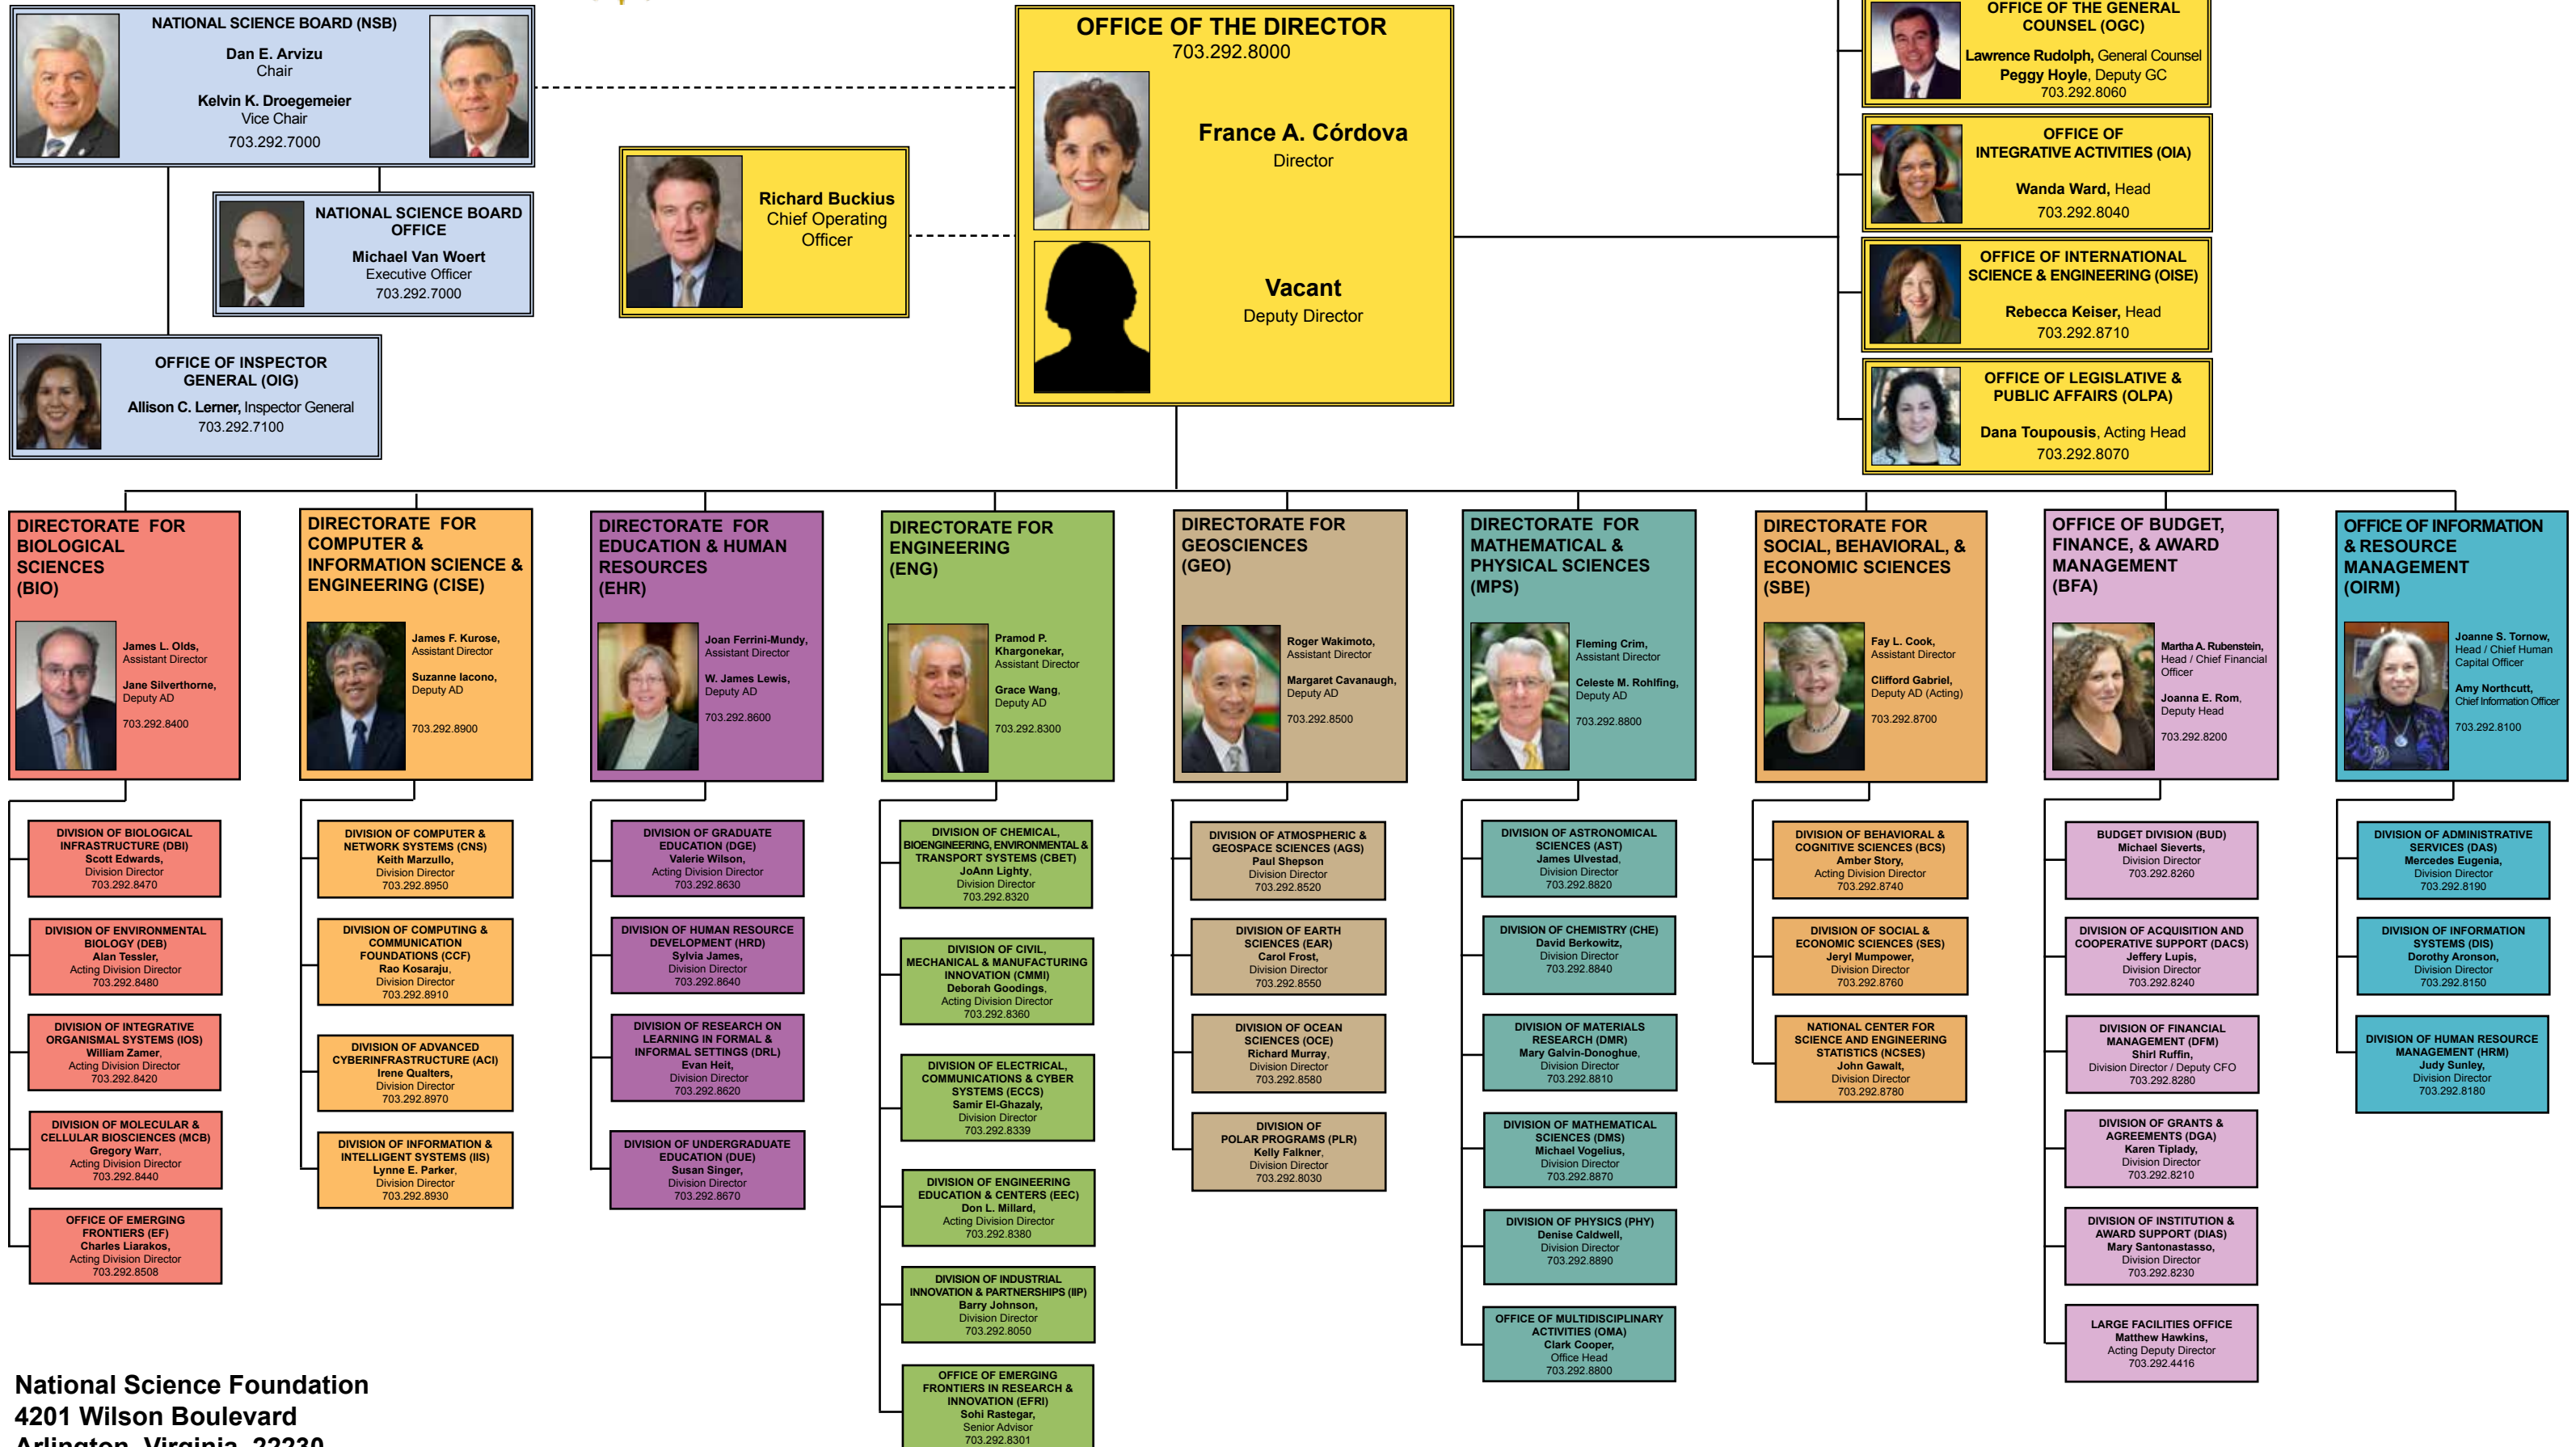 NATIONAL SCIENCE BOARD (NSB)
Dan E. Arvizu
Chair
Kelvin K. Droegemeier
Vice Chair
703.292.7000
NATIONAL SCIENCE BOARD
OFFICE
Michael Van Woert
Executive Officer
703.292.7000
OFFICE OF INSPECTOR
GENERAL (OIG)
Allison C. Lerner, Inspector General
703.292.7100
Richard Buckius
Chief Operating
Officer
OFFICE OF THE DIRECTOR
703.292.8000
France A. Córdova
Director
Vacant
Deputy Director
OFFICE OF THE GENERAL
COUNSEL (OGC)
Lawrence Rudolph, General Counsel
Peggy Hoyle, Deputy GC
703.292.8060
OFFICE OF
INTEGRATIVE ACTIVITIES (OIA)
Wanda Ward, Head
703.292.8040
OFFICE OF INTERNATIONAL
SCIENCE & ENGINEERING (OISE)
Rebecca Keiser, Head
703.292.8710
OFFICE OF LEGISLATIVE &
PUBLIC AFFAIRS (OLPA)
Dana Toupousis, Acting Head
703.292.8070
DIRECTORATE FOR
BIOLOGICAL
SCIENCES
(BIO)
James L. Olds,
Assistant Director
Jane Silverthorne,
Deputy AD
703.292.8400
DIVISION OF BIOLOGICAL
INFRASTRUCTURE (DBI)
Scott Edwards,
Division Director
703.292.8470
DIVISION OF ENVIRONMENTAL
BIOLOGY (DEB)
Alan Tessler,
Acting Division Director
703.292.8480
DIVISION OF INTEGRATIVE
ORGANISMAL SYSTEMS (IOS)
William Zamer,
Acting Division Director
703.292.8420
DIVISION OF MOLECULAR &
CELLULAR BIOSCIENCES (MCB)
Gregory Warr,
Acting Division Director
703.292.8440
OFFICE OF EMERGING
FRONTIERS (EF)
Charles Liarakos,
Acting Division Director
703.292.8508
DIRECTORATE FOR
COMPUTER &
INFORMATION SCIENCE &
ENGINEERING (CISE)
James F. Kurose,
Assistant Director
Suzanne Iacono,
Deputy AD
703.292.8900
DIVISION OF COMPUTER &
NETWORK SYSTEMS (CNS)
Keith Marzullo,
Division Director
703.292.8950
DIVISION OF COMPUTING &
COMMUNICATION
FOUNDATIONS (CCF)
Rao Kosaraju,
Division Director
703.292.8910
DIVISION OF ADVANCED
CYBERINFRASTRUCTURE (ACI)
Irene Qualters,
Division Director
703.292.8970
DIVISION OF INFORMATION &
INTELLIGENT SYSTEMS (IIS)
Lynne E. Parker,
Division Director
703.292.8930
DIRECTORATE FOR
EDUCATION & HUMAN
RESOURCES
(EHR)
Joan Ferrini-Mundy,
Assistant Director
W. James Lewis,
Deputy AD
703.292.8600
DIVISION OF GRADUATE
EDUCATION (DGE)
Valerie Wilson,
Acting Division Director
703.292.8630
DIVISION OF HUMAN RESOURCE
DEVELOPMENT (HRD)
Sylvia James,
Division Director
703.292.8640
DIVISION OF RESEARCH ON
LEARNING IN FORMAL &
INFORMAL SETTINGS (DRL)
Evan Heit,
Division Director
703.292.8620
DIVISION OF UNDERGRADUATE
EDUCATION (DUE)
Susan Singer,
Division Director
703.292.8670
DIRECTORATE FOR
ENGINEERING
(ENG)
Pramod P.
Khargonekar,
Assistant Director
Grace Wang,
Deputy AD
703.292.8300
DIVISION OF CHEMICAL,
BIOENGINEERING, ENVIRONMENTAL &
TRANSPORT SYSTEMS (CBET)
JoAnn Lighty,
Division Director
703.292.8320
DIVISION OF CIVIL,
MECHANICAL & MANUFACTURING
INNOVATION (CMMI)
Deborah Goodings,
Acting Division Director
703.292.8360
DIVISION OF ELECTRICAL,
COMMUNICATIONS & CYBER
SYSTEMS (ECCS)
Samir El-Ghazaly,
Division Director
703.292.8339
DIVISION OF ENGINEERING
EDUCATION & CENTERS (EEC)
Don L. Millard,
Acting Division Director
703.292.8380
DIVISION OF INDUSTRIAL
INNOVATION & PARTNERSHIPS (IIP)
Barry Johnson,
Division Director
703.292.8050
OFFICE OF EMERGING
FRONTIERS IN RESEARCH &
INNOVATION (EFRI)
Sohi Rastegar,
Senior Advisor
703.292.8301
DIRECTORATE FOR
GEOSCIENCES
(GEO)
Roger Wakimoto,
Assistant Director
Margaret Cavanaugh,
Deputy AD
703.292.8500
DIVISION OF ATMOSPHERIC &
GEOSPACE SCIENCES (AGS)
Paul Shepson
Division Director
703.292.8520
DIVISION OF EARTH
SCIENCES (EAR)
Carol Frost,
Division Director
703.292.8550
DIVISION OF OCEAN
SCIENCES (OCE)
Richard Murray,
Division Director
703.292.8580
DIVISION OF
POLAR PROGRAMS (PLR)
Kelly Falkner,
Division Director
703.292.8030
DIRECTORATE FOR
MATHEMATICAL &
PHYSICAL SCIENCES
(MPS)
Fleming Crim,
Assistant Director
Celeste M. Rohlfing,
Deputy AD
703.292.8800
DIVISION OF ASTRONOMICAL
SCIENCES (AST)
James Ulvestad,
Division Director
703.292.8820
DIVISION OF CHEMISTRY (CHE)
David Berkowitz,
Division Director
703.292.8840
DIVISION OF MATERIALS
RESEARCH (DMR)
Mary Galvin-Donoghue,
Division Director
703.292.8810
DIVISION OF MATHEMATICAL
SCIENCES (DMS)
Michael Vogelius,
Division Director
703.292.8870
DIVISION OF PHYSICS (PHY)
Denise Caldwell,
Division Director
703.292.8890
OFFICE OF MULTIDISCIPLINARY
ACTIVITIES (OMA)
Clark Cooper,
Office Head
703.292.8800
DIRECTORATE FOR
SOCIAL, BEHAVIORAL, &
ECONOMIC SCIENCES
(SBE)
Fay L. Cook,
Assistant Director
Clifford Gabriel,
Deputy AD (Acting)
703.292.8700
DIVISION OF BEHAVIORAL &
COGNITIVE SCIENCES (BCS)
Amber Story,
Acting Division Director
703.292.8740
DIVISION OF SOCIAL &
ECONOMIC SCIENCES (SES)
Jeryl Mumpower,
Division Director
703.292.8760
NATIONAL CENTER FOR
SCIENCE AND ENGINEERING
STATISTICS (NCSES)
John Gawalt,
Division Director
703.292.8780
OFFICE OF BUDGET,
FINANCE, & AWARD
MANAGEMENT
(BFA)
Martha A. Rubenstein,
Head / Chief Financial
Officer
Joanna E. Rom,
Deputy Head
703.292.8200
BUDGET DIVISION (BUD)
Michael Sieverts,
Division Director
703.292.8260
DIVISION OF ACQUISITION AND
COOPERATIVE SUPPORT (DACS)
Jeffery Lupis,
Division Director
703.292.8240
DIVISION OF FINANCIAL
MANAGEMENT (DFM)
Shirl Ruffin,
Division Director / Deputy CFO
703.292.8280
DIVISION OF GRANTS &
AGREEMENTS (DGA)
Karen Tiplady,
Division Director
703.292.8210
DIVISION OF INSTITUTION &
AWARD SUPPORT (DIAS)
Mary Santonastasso,
Division Director
703.292.8230
LARGE FACILITIES OFFICE
Matthew Hawkins,
Acting Deputy Director
703.292.4416
OFFICE OF INFORMATION
& RESOURCE
MANAGEMENT
(OIRM)
Joanne S. Tornow,
Head / Chief Human
Capital Officer
Amy Northcutt,
Chief Information Officer
703.292.8100
DIVISION OF ADMINISTRATIVE
SERVICES (DAS)
Mercedes Eugenia,
Division Director
703.292.8190
DIVISION OF INFORMATION
SYSTEMS (DIS)
Dorothy Aronson,
Division Director
703.292.8150
DIVISION OF HUMAN RESOURCE
MANAGEMENT (HRM)
Judy Sunley,
Division Director
703.292.8180
National Science Foundation
4201 Wilson Boulevard
Arlington, Virginia 22230